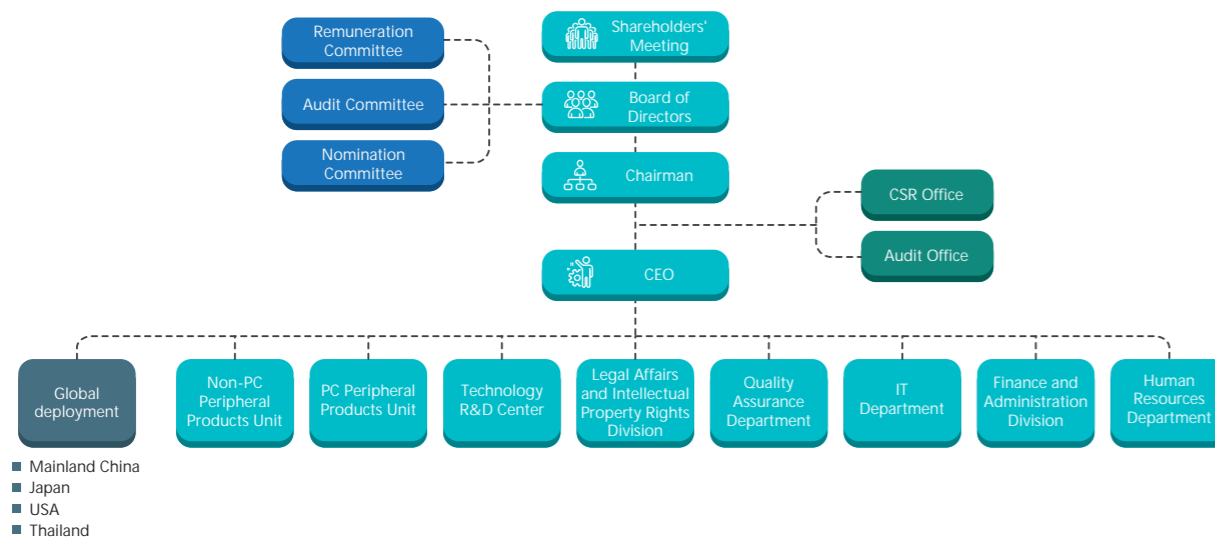 Remuneration
Committee
Shareholders'
Meeting
Audit Committee
Board of
Directors
Nomination
Committee
Chairman
CSR Office
Audit Office
CEO
Global
deployment
Non-PC
Peripheral
Products Unit
PC Peripheral
Products Unit
Technology
R&D Center
Legal Affairs
and Intellectual
Property Rights
Division
Quality
Assurance
Department
IT
Department
Finance and
Administration
Division
Human
Resources
Department
Mainland China
Japan
USA
Thailand